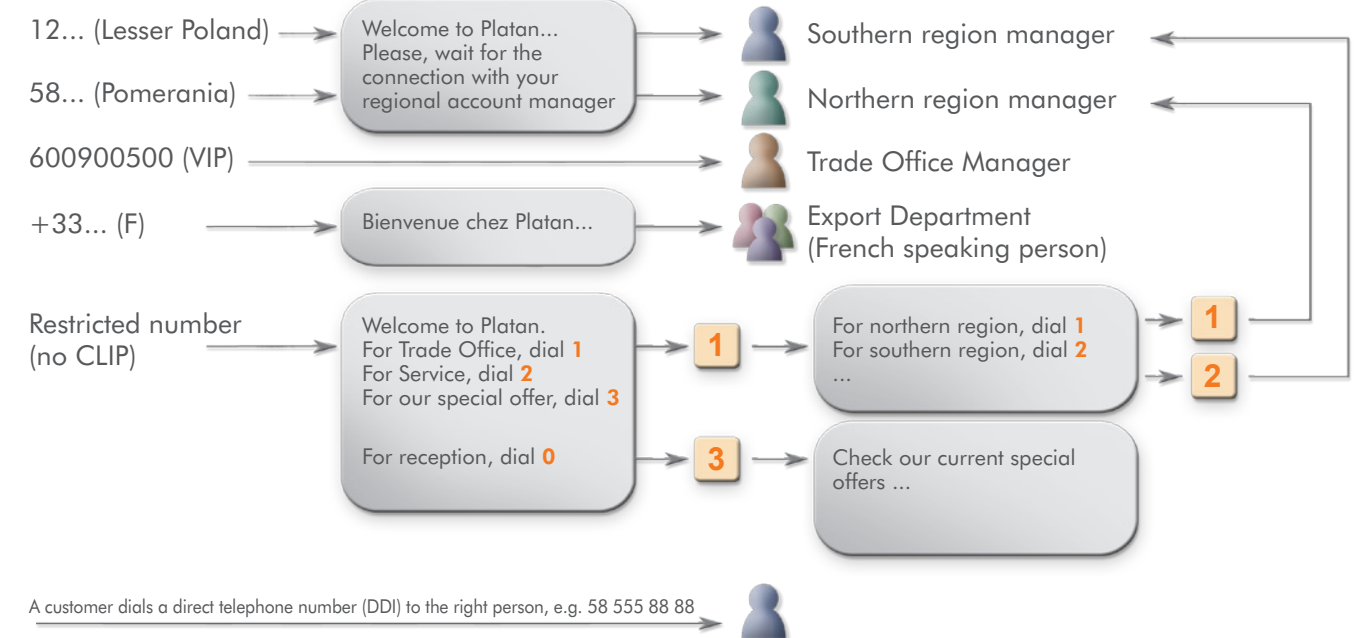 12... (Lesser Poland)
Welcome to Platan...
Please, wait for the
connection with your
regional account manager
Southern region manager
58... (Pomerania)
Northern region manager
600900500 (VIP)
Trade Office Manager
+33... (F)
Bienvenue chez Platan...
Export Department
(French speaking person)
Restricted number
(no CLIP)
Welcome to Platan.
For Trade Office, dial 1
For Service, dial 2
For our special offer, dial 3
For reception, dial 0
1
For northern region, dial 1
For southern region, dial 2
...
1
2
3
Check our current special
offers ...
A customer dials a direct telephone number (DDI) to the right person, e.g. 58 555 88 88